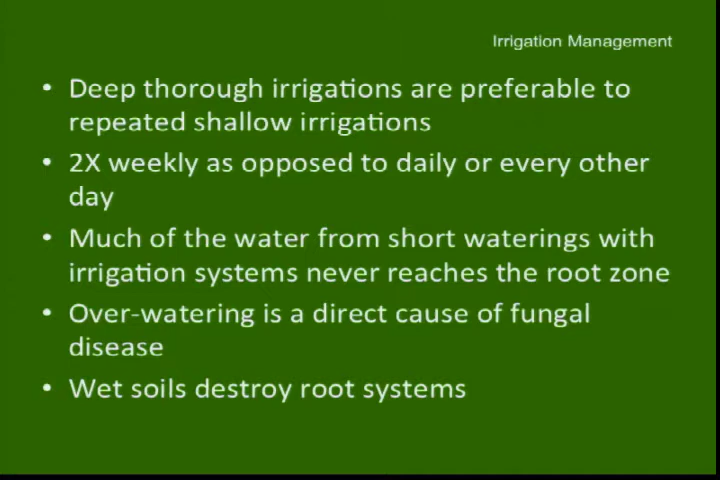 Irrigation Management
• Deep thorough irrigations are preferable to
repeated shallow irrigations
• 2X weekly as opposed to daily or every other
day
• Much of the water from short waterings with
irrigation systems never reaches the root zone
• Over-watering is a direct cause of fungal
disease
• Wet soils destroy root systems